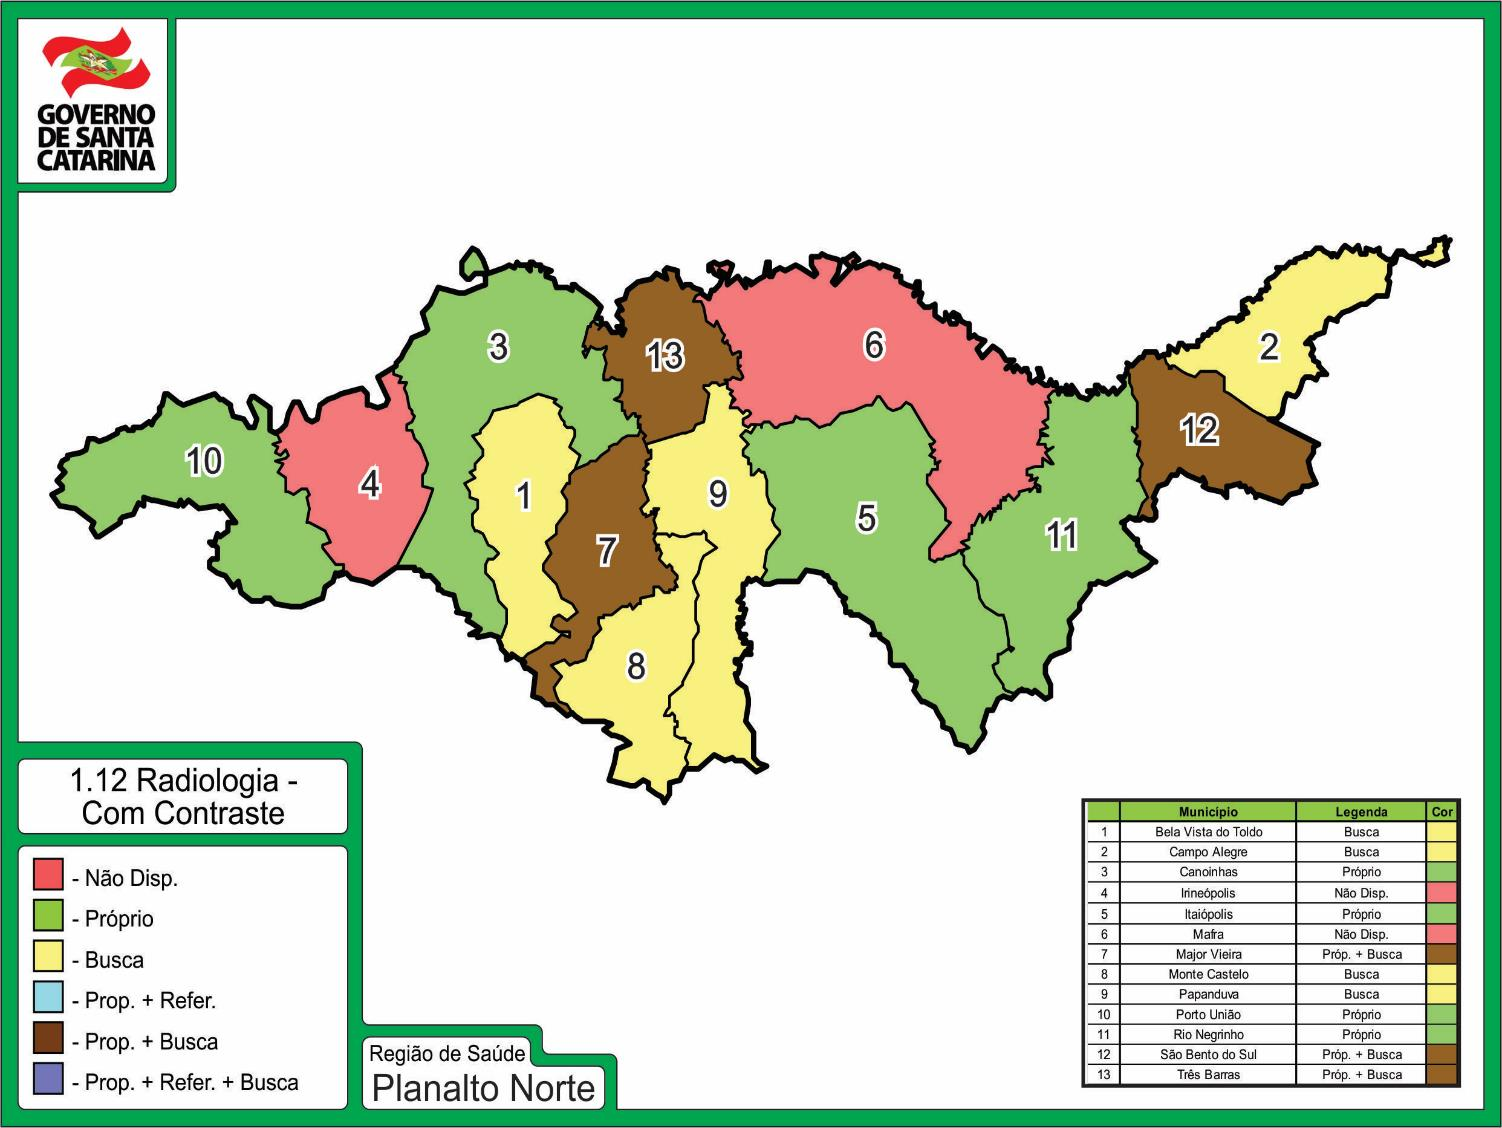 GOVERNO
DE SANTA
CATARINA
3
13
6
2
12
10
4
1
9
5
11
7
8
1.12 Radiologia -
Com Contraste
- Não Disp.
- Próprio
- Busca
- Prop. + Refer.
- Prop. + Busca
- Prop. + Refer. + Busca
Região de Saúde
Planalto Norte
Município Legenda Cor
1 Bela Vista do Toldo Busca
2 Campo Alegre Busca
3 Canoinhas Próprio
4 Irineópolis Não Disp.
5 Itaiópolis Próprio
6 Mafra Não Disp.
7 Major Vieira Próp. + Busca
8 Monte Castelo Busca
9 Papanduva Busca
10 Porto União Próprio
11 Rio Negrinho Próprio
12 São Bento do Sul Próp. + Busca
13 Três Barras Próp. + Busca